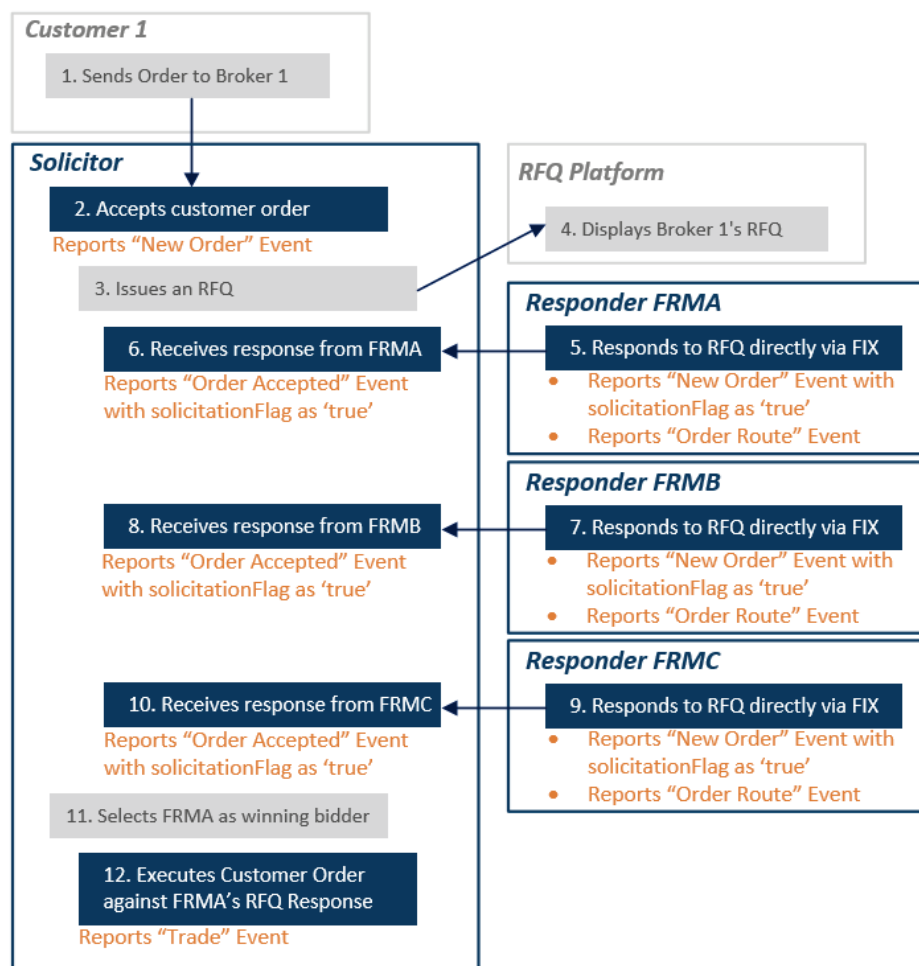 Customer 1
1. Sends Order to Broker 1
Solicitor
2. Accepts customer order
Reports “New Order” Event
3. Issues an RFQ
RFQ Platform
4. Displays Broker 1's RFQ
Responder FRMA
5. Responds to RFQ directly via FIX
• Reports “New Order” Event with
solicitationFlag as ‘true’
• Reports “Order Route” Event
6. Receives response from FRMA
Reports “Order Accepted” Event
with solicitationFlag as ‘true’
Responder FRMB
7. Responds to RFQ directly via FIX
• Reports “New Order” Event with
solicitationFlag as ‘true’
• Reports “Order Route” Event
8. Receives response from FRMB
Reports “Order Accepted” Event
with solicitationFlag as ‘true’
Responder FRMC
9. Responds to RFQ directly via FIX
• Reports “New Order” Event with
solicitationFlag as ‘true’
• Reports “Order Route” Event
10. Receives response from FRMC
Reports “Order Accepted” Event
with solicitationFlag as ‘true’
11. Selects FRMA as winning bidder
12. Executes Customer Order
against FRMA’s RFQ Response
Reports “Trade” Event